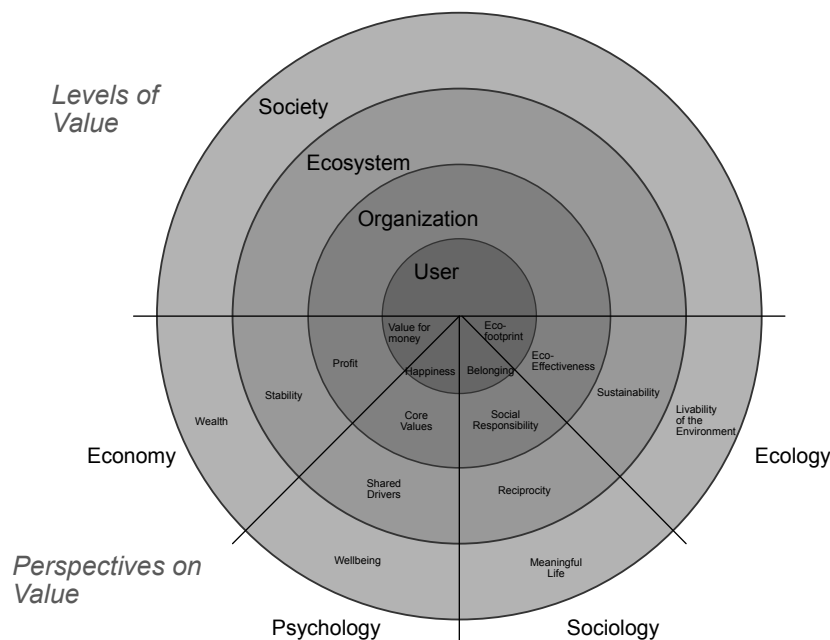 Levels of
Value
Society
Ecosystem
Organization
User
Value for
money
Eco-
footprint
Happiness
Belonging
Profit
Eco-
Effectiveness
Core
Values
Social
Responsibility
Stability
Sustainability
Shared
Drivers
Reciprocity
Wealth
Livability
of the
Environment
Wellbeing
Meaningful
Life
Economy
Ecology
Perspectives on
Value
Psychology
Sociology